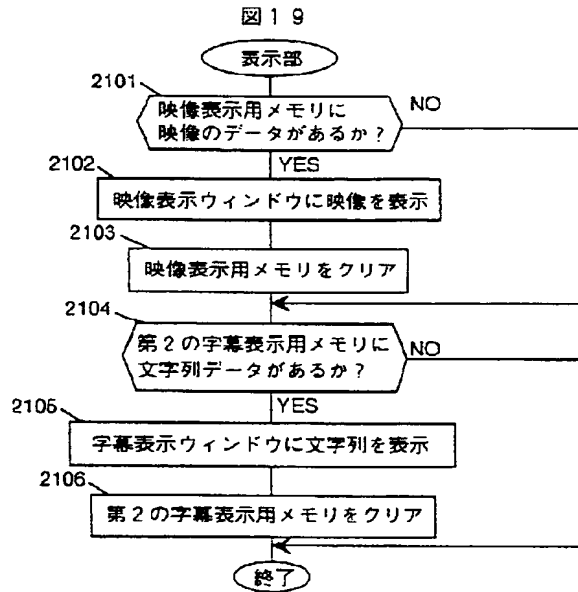 図19
表示部
2101
映像表示用メモリに
映像のデータがあるか?
NO
YES
2102
映像表示ウィンドウに映像を表示
2103
映像表示用メモリをクリア
2104
第2の字幕表示用メモリに
文字列データがあるか?
NO
YES
2105
字幕表示ウィンドウに文字列を表示
2106
第2の字幕表示用メモリをクリア
終了